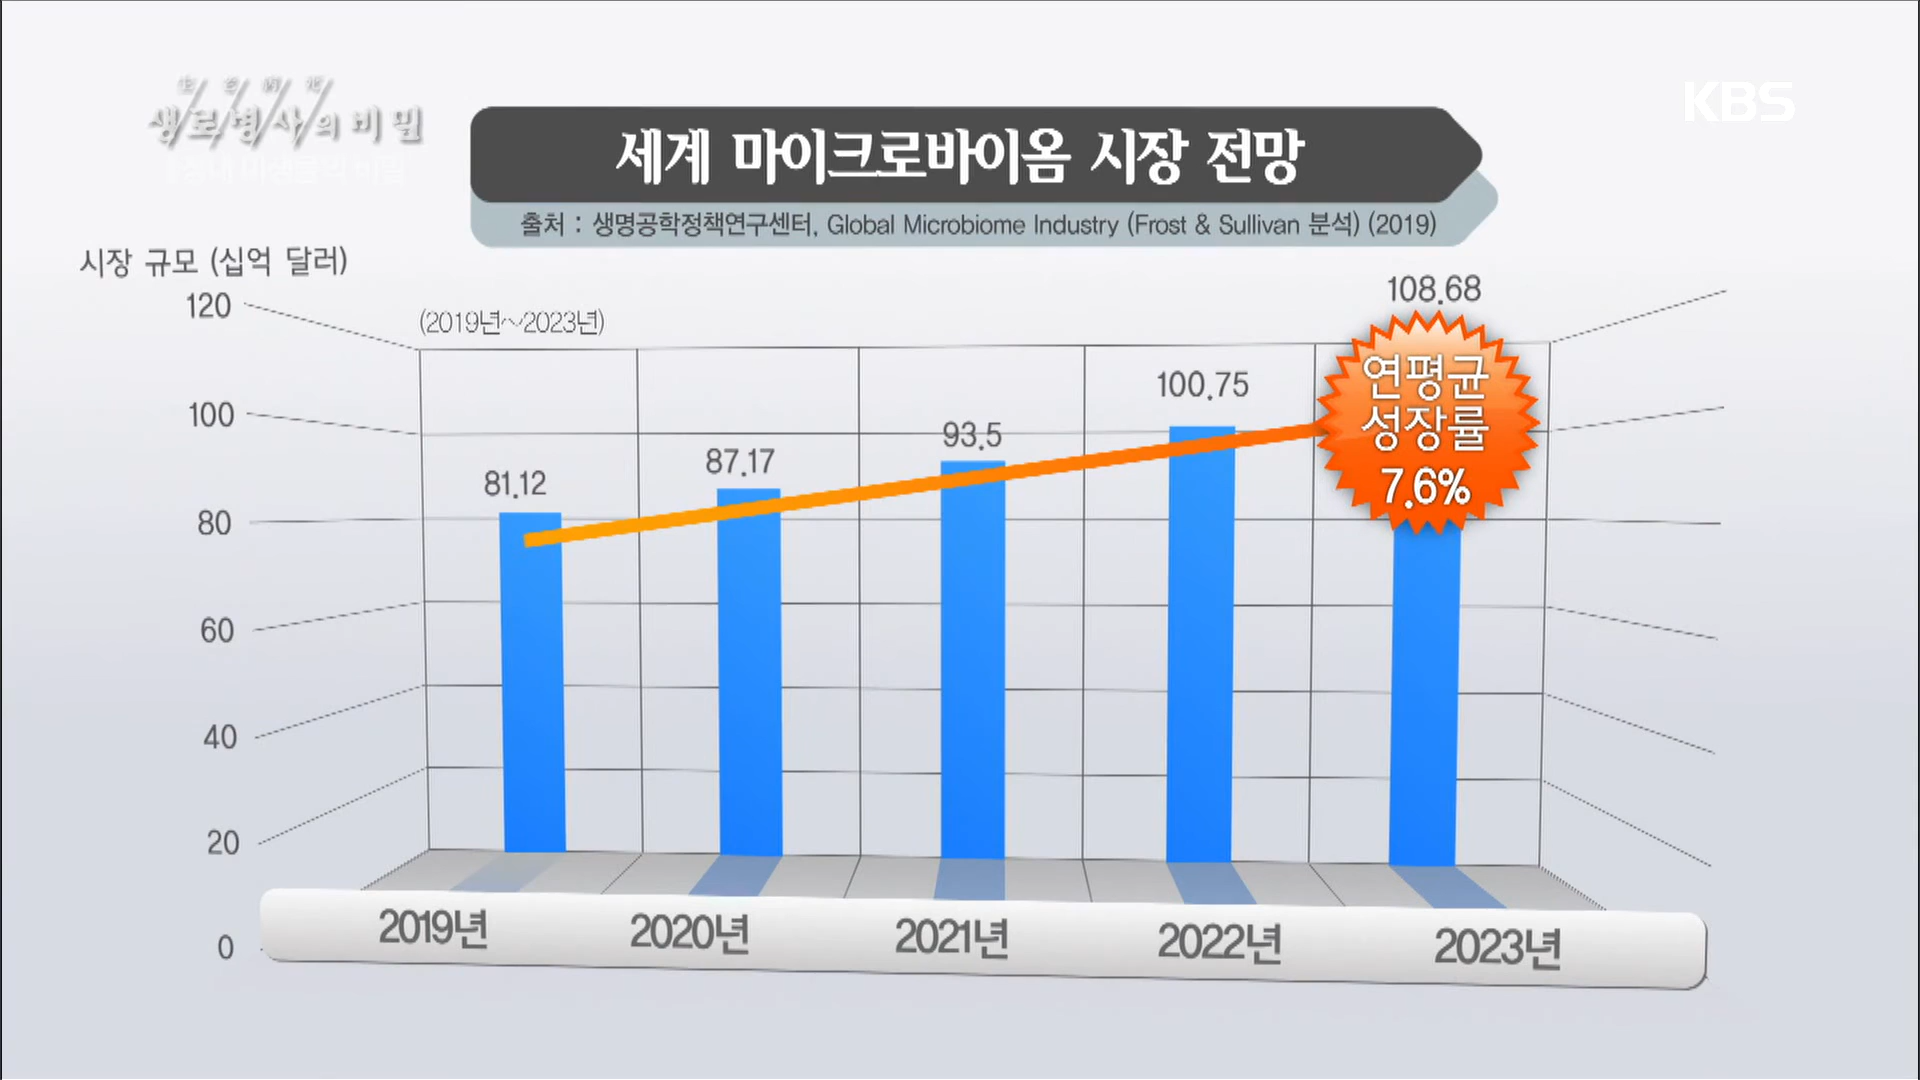 生老病死
생로병사의 비밀
KBS
세계 마이크로바이옴 시장 전망
출처 : 생명공학정책연구센터, Global Microbiome Industry (Frost & Sullivan 분석) (2019)
시장 규모 (십억 달러)
(2019년~2023년)
120
100
80
60
40
20
0
81.12
87.17
93.5
100.75
108.68
연평균
성장률
7.6%
2019년
2020년
2021년
2022년
2023년